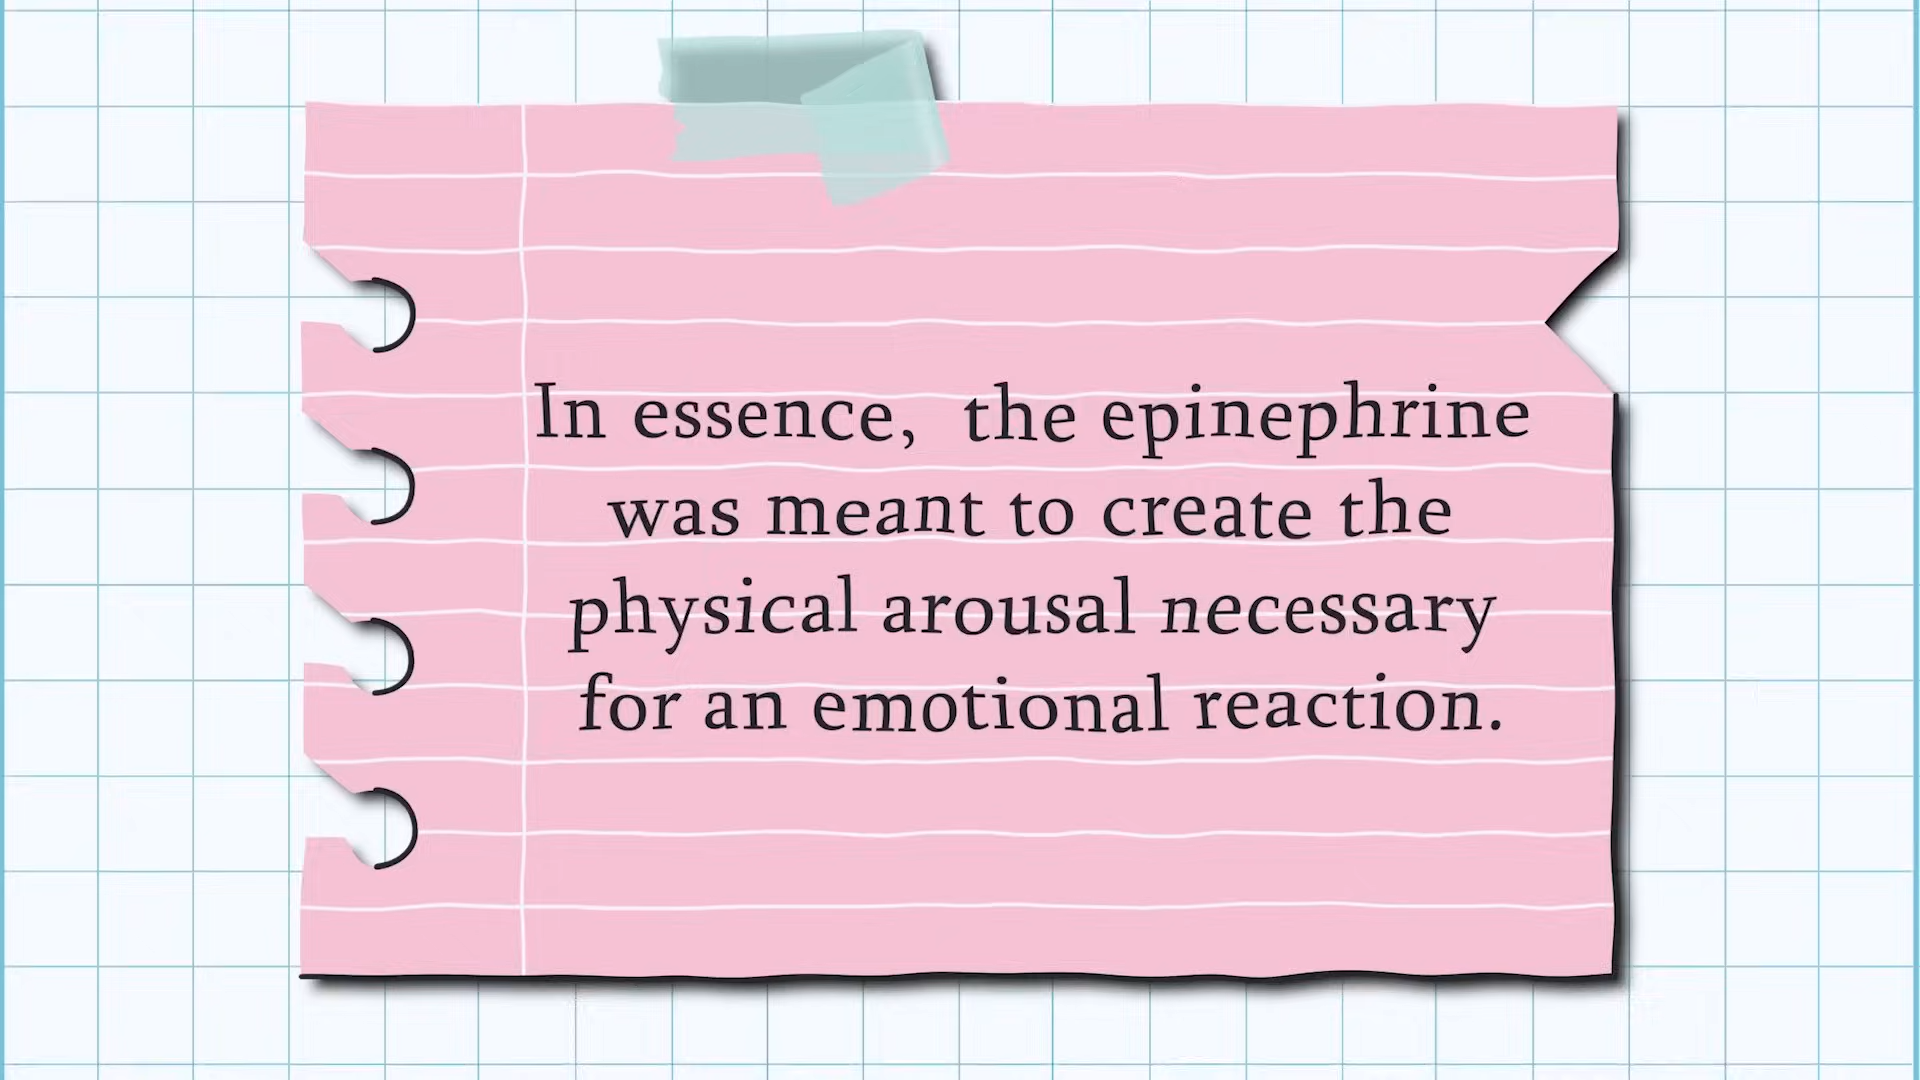 In essence, the epinephrine
was meant to create the
physical arousal necessary
for an emotional reaction.